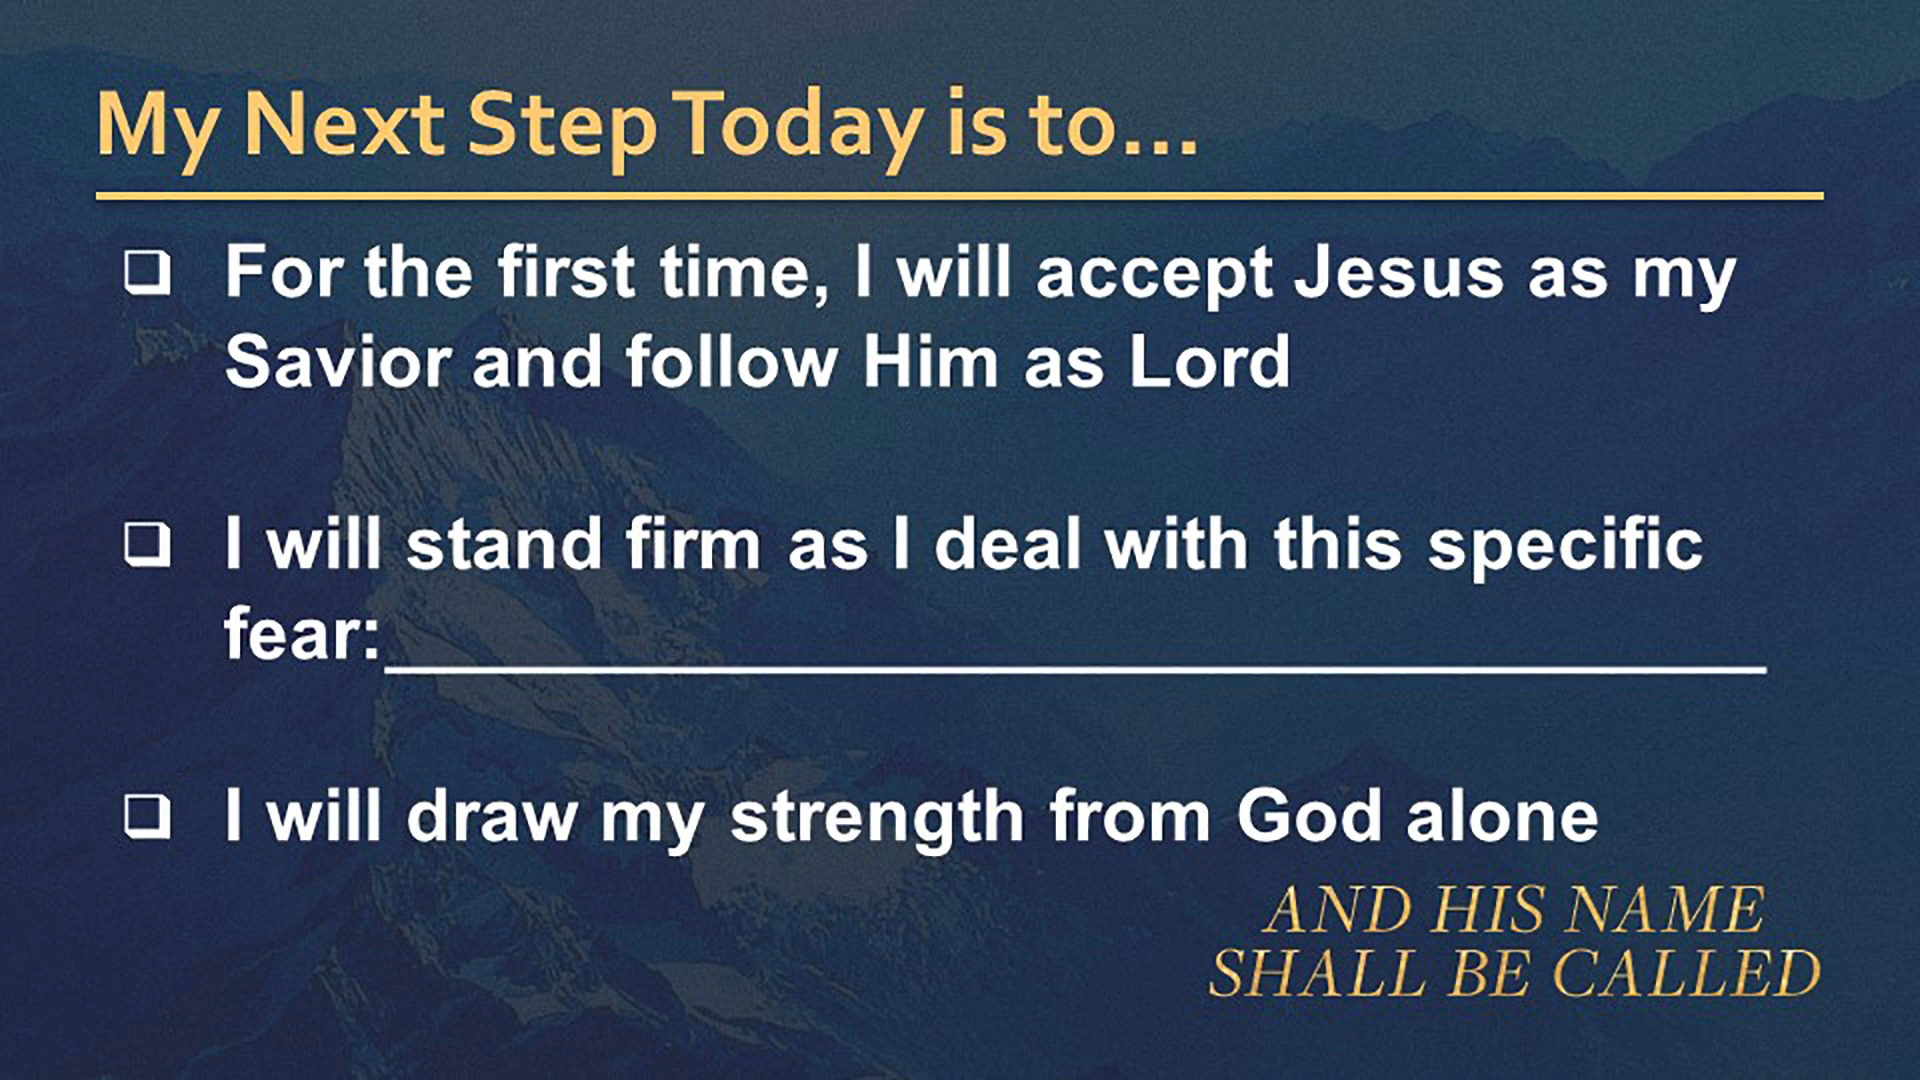 My Next Step Today is to...
❑ For the first time, I will accept Jesus as my
Savior and follow Him as Lord
❑ I will stand firm as I deal with this specific
fear:______________________________
❑ I will draw my strength from God alone
AND HIS NAME
SHALL BE CALLED